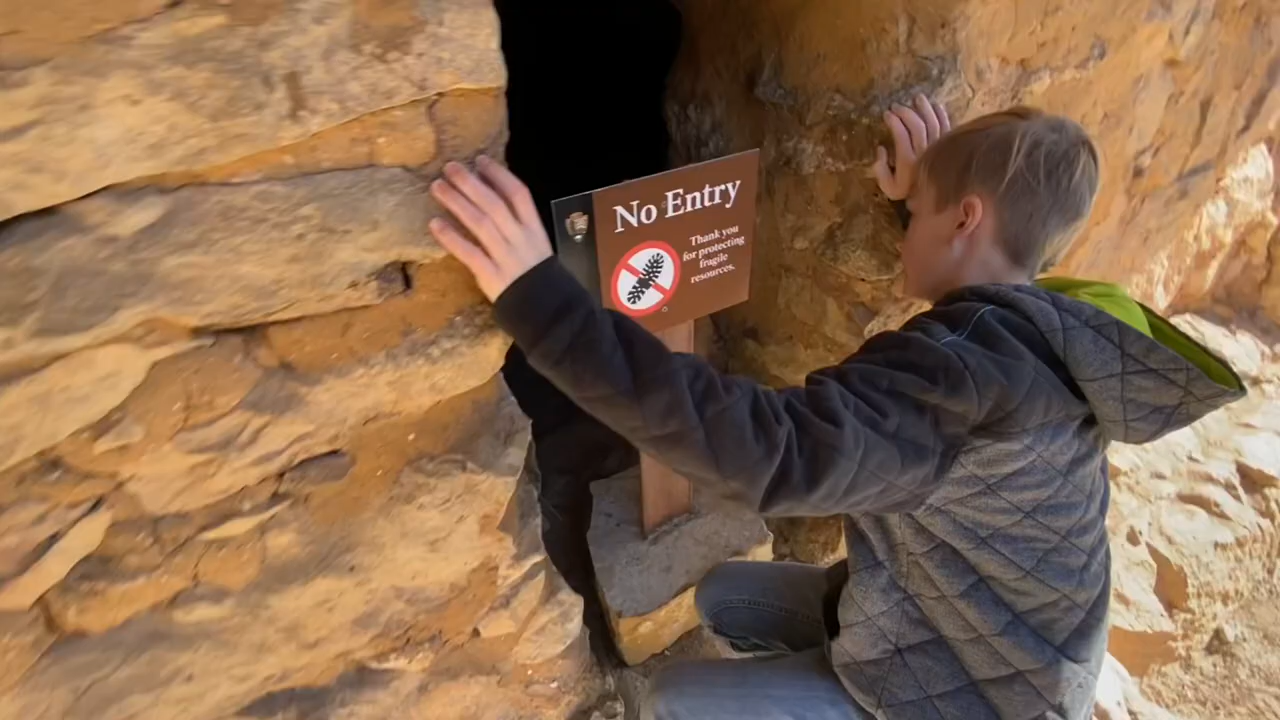 No Entry
Thank you
for protecting
fragile
resources.